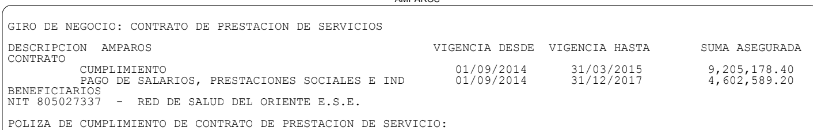 GIRO DE NEGOCIO: CONTRATO DE PRESTACION DE SERVICIOS
DESCRIPCION AMPAROS VIGENCIA DESDE VIGENCIA HASTA SUMA ASEGURADA
CONTRATO
CUMPLIMIENTO 01/09/2014 31/03/2015 9,205,178.40
PAGO DE SALARIOS, PRESTACIONES SOCIALES E IND 01/09/2014 31/12/2017 4,602,589.20
BENEFICIARIOS
NIT 805027337 - RED DE SALUD DEL ORIENTE E.S.E.
POLIZA DE CUMPLIMIENTO DE CONTRATO DE PRESTACION DE SERVICIO: